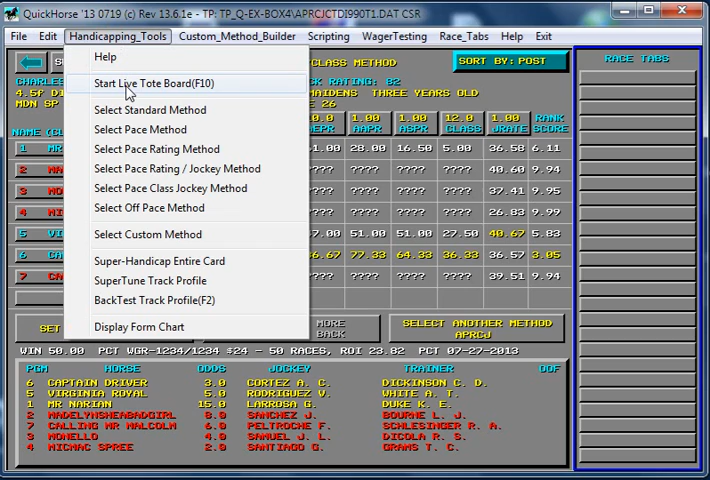 QuickHorse '13 0719 (c) Rev 13.6.1e - TP: TP_Q-EX-BOX4\APRCJCTDI990T1.DAT CSR
File Edit Handicapping_Tools Custom_Method_Builder Scripting WagerTesting Race_Tabs Help Exit
Help
Start Live Tote Board(F10)
Select Standard Method
Select Pace Method
Select Pace Rating Method
Select Pace Rating / Jockey Method
Select Pace Class Jockey Method
Select Off Pace Method
Select Custom Method
Super-Handicap Entire Card
SuperTune Track Profile
BackTest Track Profile(F2)
Display Form Chart
CLASS METHOD SORT BY: POST RACE TABS
CHARLES RATING: 82
4.5F MAIDENS THREE YEARS OLD
MDN SP E 26
1.00 1.00 12.0 1.00 RANK
NAME AEPR AAPR ASPR CLASS JRATE SCORE
1 28.00 16.50 5.00 36.58 6.11
2 ???? ???? ???? 40.60 9.94
3 ???? ???? ???? 37.41 9.95
4 ???? ???? ???? 26.83 9.99
5 51.00 51.00 27.50 40.67 5.83
6 77.33 64.33 36.33 36.57 3.05
7 ???? ???? ???? 39.51 9.94
SET MORE BACK SELECT ANOTHER METHOD APRCJ
WIN 50.00 PCT WGR-1234/1234 $24 - 50 RACES, ROI 23.82 PCT 07-27-2013
PGM HORSE ODDS JOCKEY TRAINER DOF
6 CAPTAIN DRIVER 3.0 CORTEZ A. C. DICKINSON C. D.
5 VIRGINIA ROYAL 5.0 RODRIGUEZ V. WHITE A. T.
1 MR NARIAN 15.0 LARROSA G. DUKE K. E.
2 MADELYNSHEABADGIRL 8.0 SANCHEZ J. BOURNE L. J.
7 CALLING MR MALCOLM 6.0 PELTROCHE F. SCHLESINGER R. A.
3 NONELLO 4.0 SAMUEL J. L. DICOLA R. S.
4 MICMAC SPREE 2.0 SANTIAGO G. GRAMS T. C.